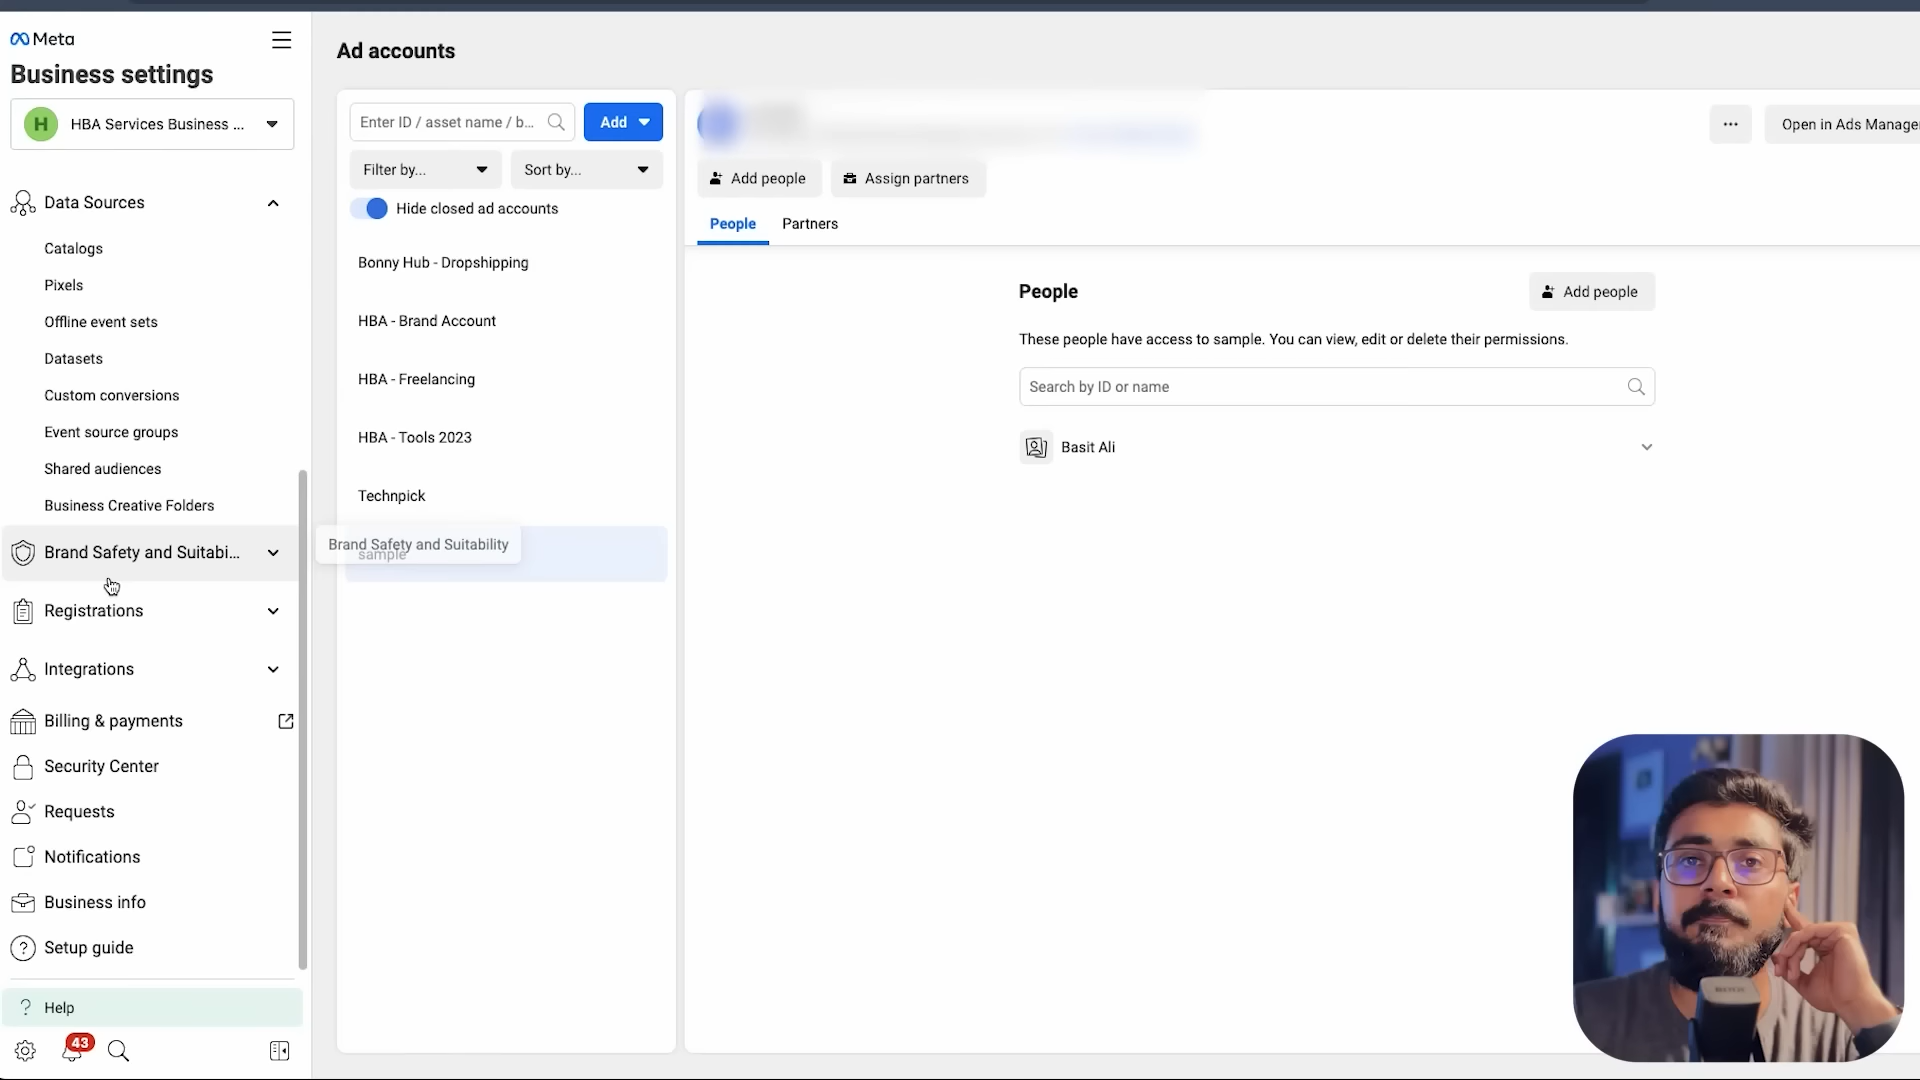 Meta
Business settings
H
HBA Services Business ...
Data Sources
Catalogs
Pixels
Offline event sets
Datasets
Custom conversions
Event source groups
Shared audiences
Business Creative Folders
Brand Safety and Suitabi...
Registrations
Integrations
Billing & payments
Security Center
Requests
Notifications
Business info
Setup guide
? Help
43
Ad accounts
Enter ID / asset name / b...
Add
Filter by...
Sort by...
Hide closed ad accounts
Bonny Hub - Dropshipping
HBA - Brand Account
HBA - Freelancing
HBA - Tools 2023
Technpick
Brand Safety and Suitability
sample
... Open in Ads Manager
Add people
Assign partners
People
Partners
People
Add people
These people have access to sample. You can view, edit or delete their permissions.
Search by ID or name
Basit Ali